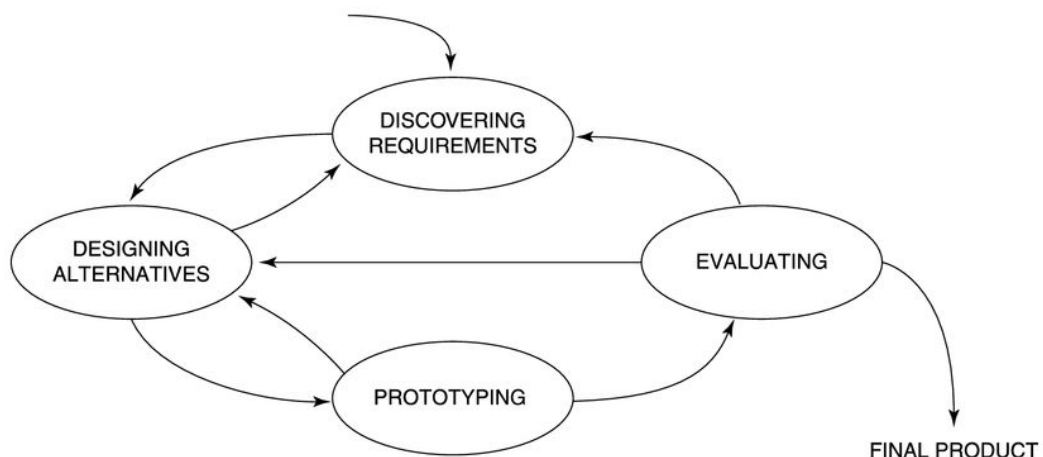 DISCOVERING
REQUIREMENTS
DESIGNING
ALTERNATIVES
EVALUATING
PROTOTYPING
FINAL PRODUCT